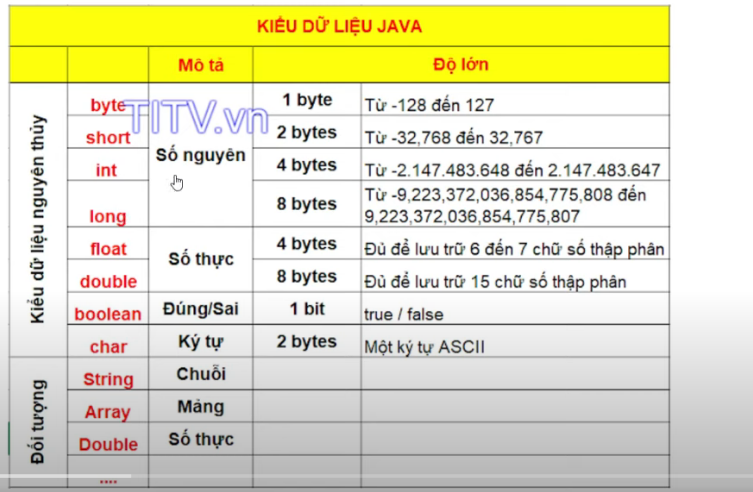 KIỂU DỮ LIỆU JAVA
Mô tả Độ lớn
Kiểu dữ liệu nguyên thủy
byte 1 byte Từ -128 đến 127
TITV.vn
short 2 bytes Từ -32,768 đến 32,767
Số nguyên
int 4 bytes Từ -2.147.483.648 đến 2.147.483.647
long 8 bytes Từ -9,223,372,036,854,775,808 đến
9,223,372,036,854,775,807
float 4 bytes Đủ để lưu trữ 6 đến 7 chữ số thập phân
Số thực
double 8 bytes Đủ để lưu trữ 15 chữ số thập phân
boolean Đúng/Sai 1 bit true / false
char Ký tự 2 bytes Một ký tự ASCII
Đối tượng
String Chuỗi
Array Mảng
Double Số thực
....